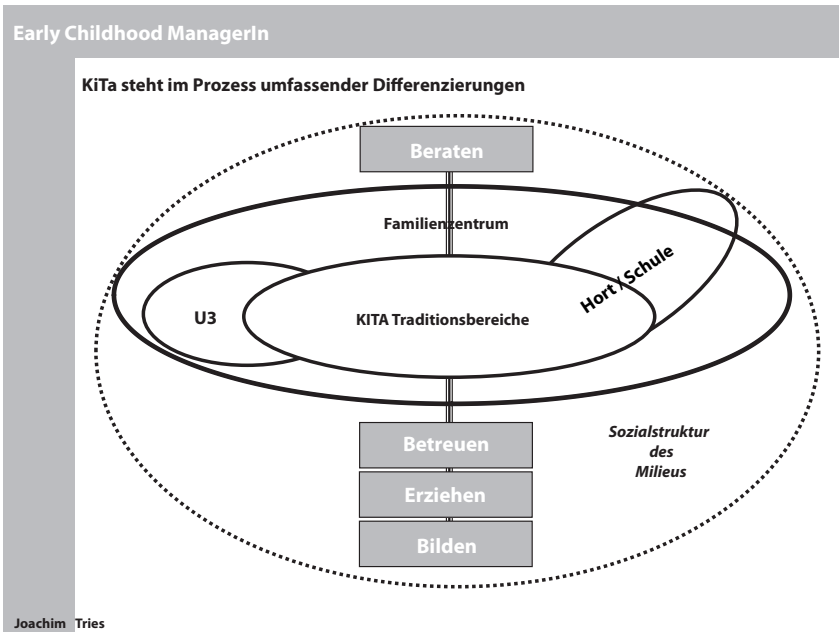 Early Childhood ManagerIn
KiTa steht im Prozess umfassender Differenzierungen
Beraten
Familienzentrum
Hort / Schule
U3
KITA Traditionsbereiche
Betreuen
Erziehen
Bilden
Sozialstruktur
des
Milieus
Joachim Tries